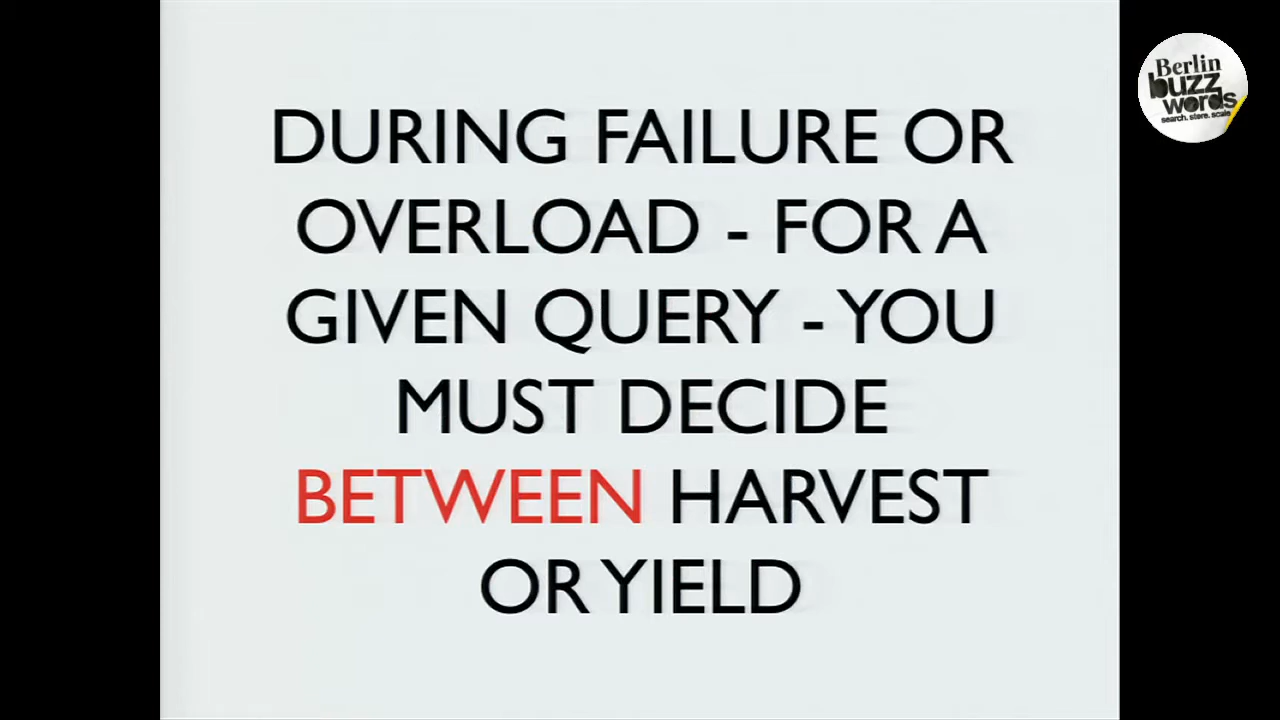 DURING FAILURE OR
OVERLOAD - FOR A
GIVEN QUERY - YOU
MUST DECIDE
BETWEEN HARVEST
OR YIELD
Berlin
buzz
words
search. store. scale